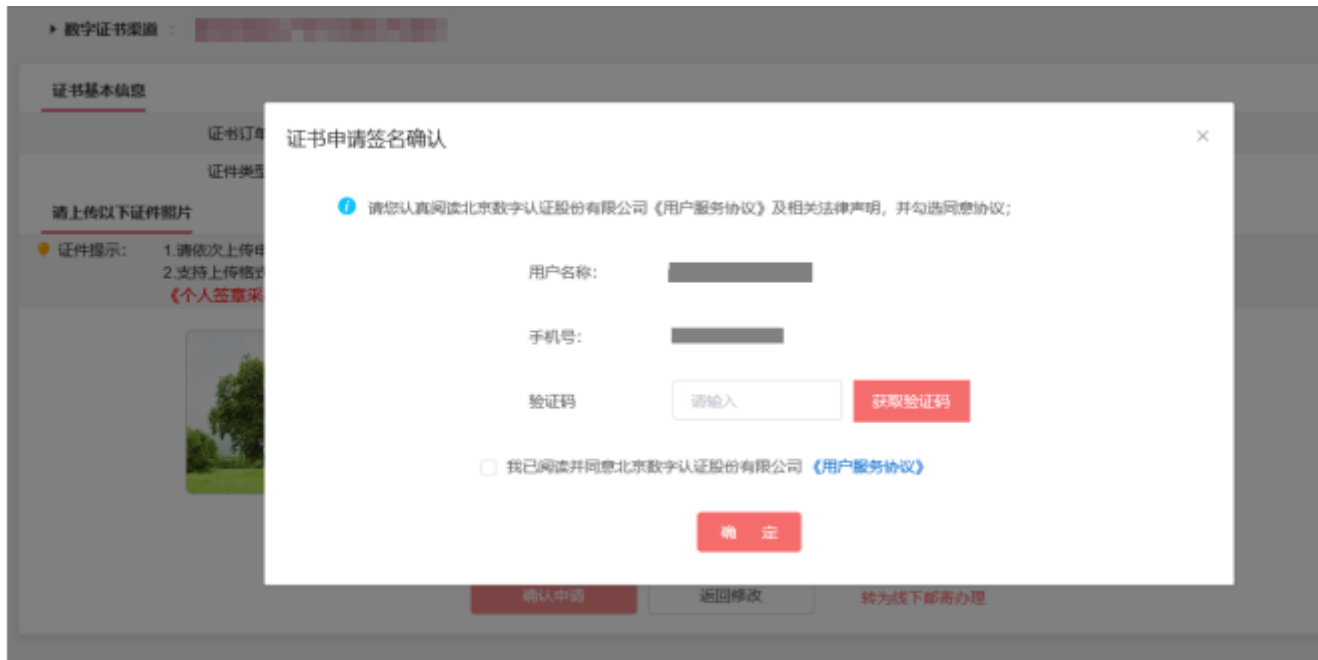 数字证书渠道 :
证书基本信息
证书订单
证件类型
请上传以下证件照片
证件提示:
1.请依次上传申
2.支持上传格式
《个人签章采
证书申请签名确认
×
请您认真阅读北京数字认证股份有限公司《用户服务协议》及相关法律声明，并勾选同意协议；
用户名称:
手机号:
验证码
请输入
获取验证码
我已阅读并同意北京数字认证股份有限公司《用户服务协议》
确 定
确认申请
返回修改
转为线下邮寄办理